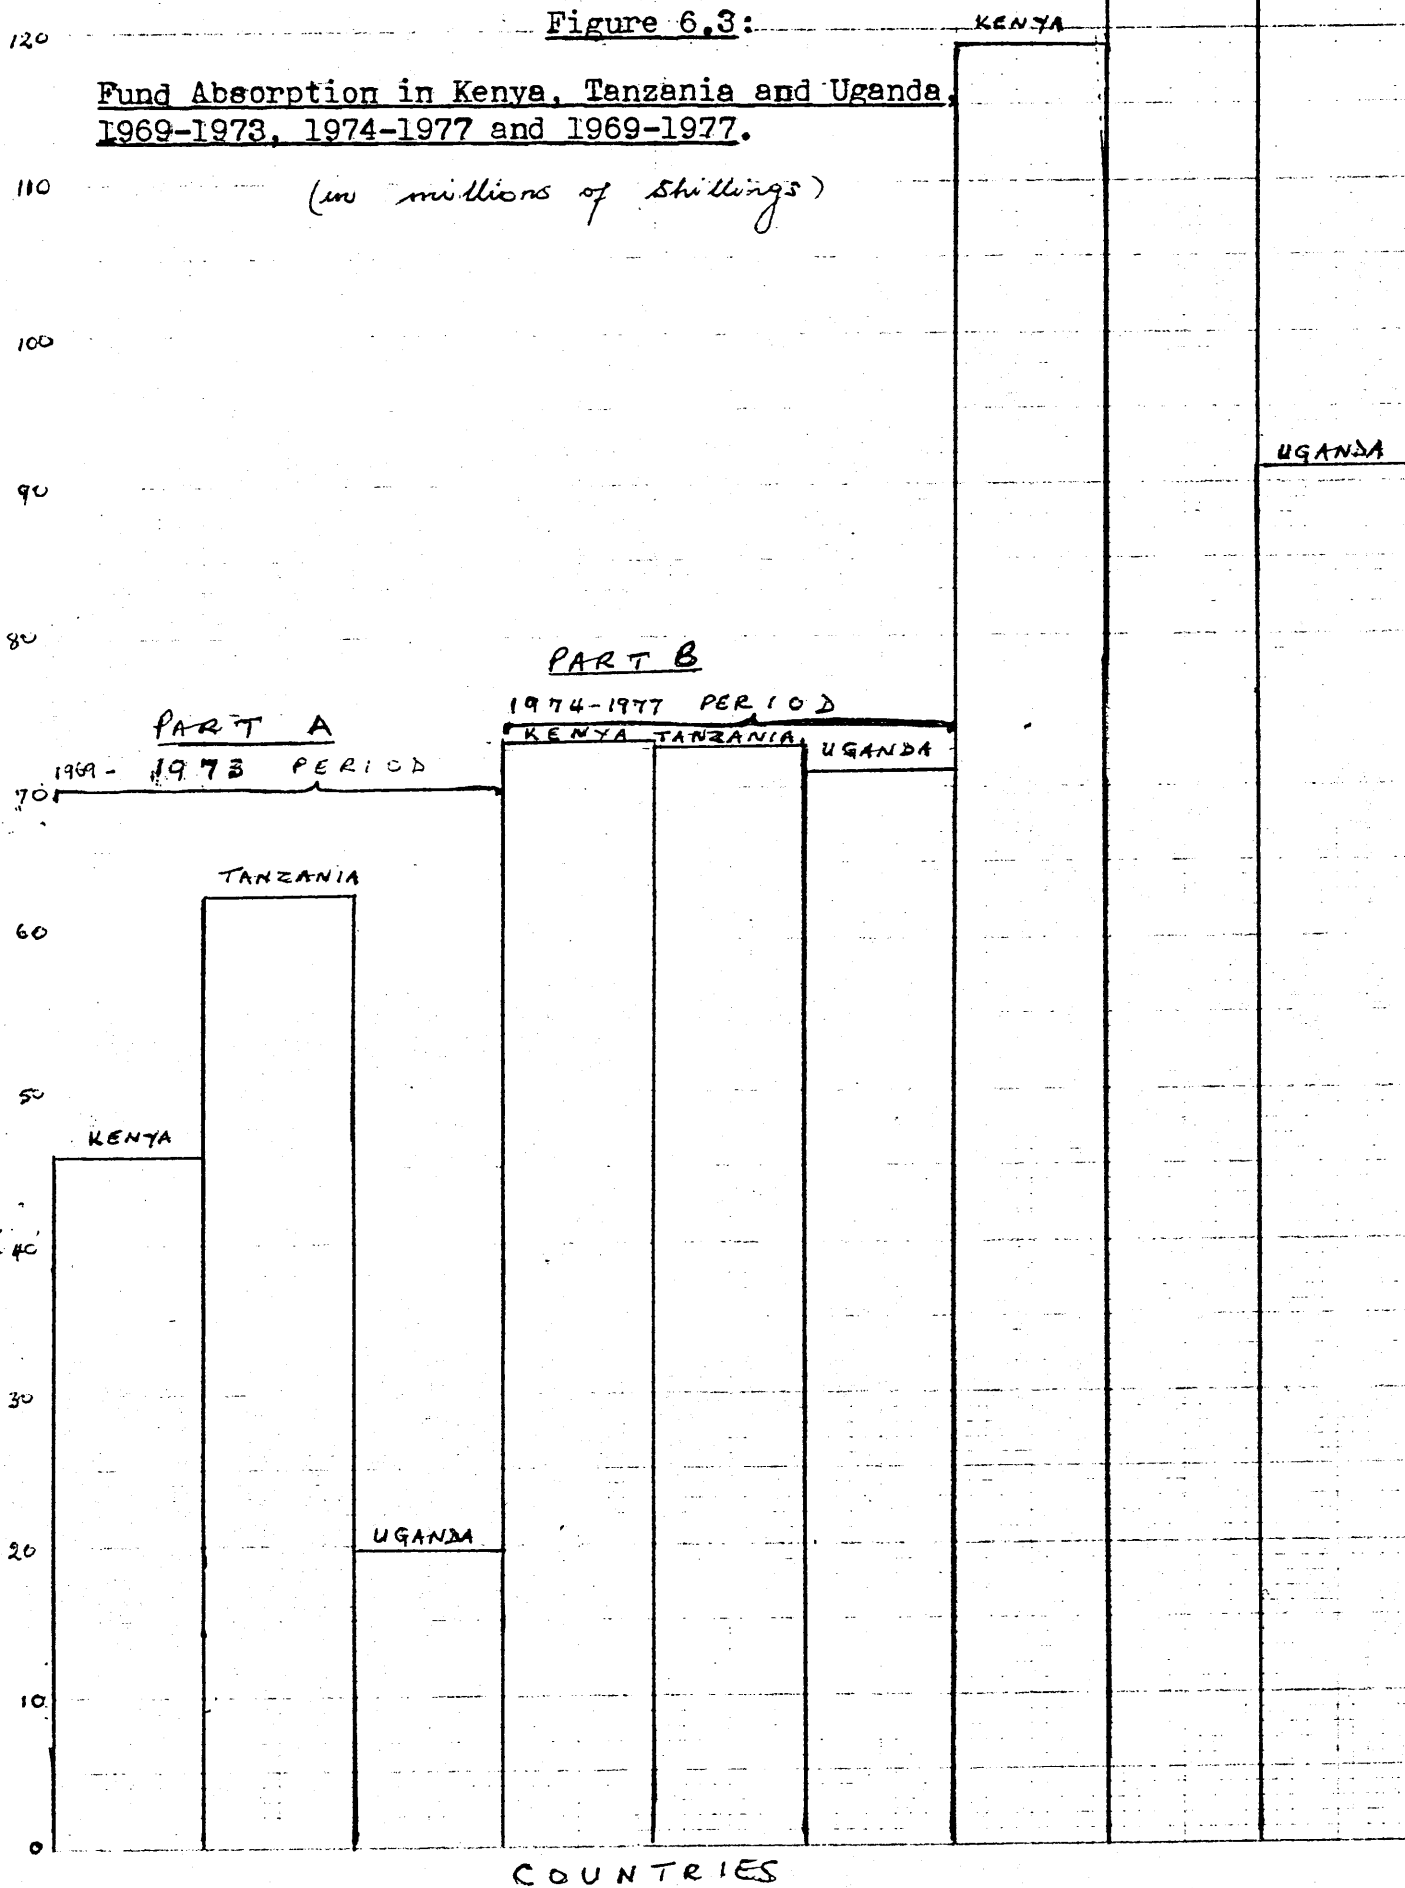 Figure 6.3:
Fund Absorption in Kenya, Tanzania and Uganda,
1969-1973, 1974-1977 and 1969-1977.
(in millions of Shillings)
120
110
100
90
80
70
60
50
40
30
20
10
0
PART A
1969 - 1973 PERIOD
KENYA
TANZANIA
UGANDA
PART B
1974-1977 PERIOD
KENYA TANZANIA UGANDA
KENYA
UGANDA
COUNTRIES